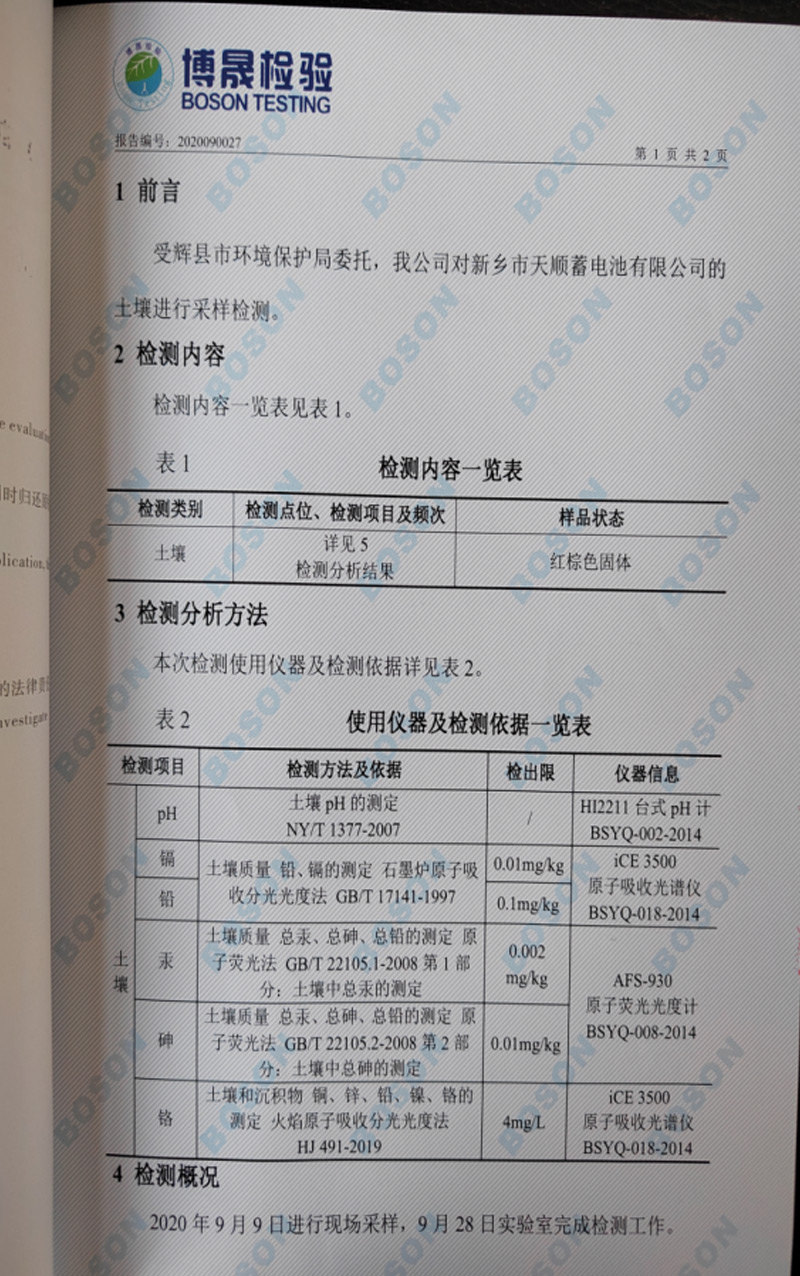 博晟检验
BOSON TESTING
报告编号：2020090027
第 1 页 共 2 页
1 前言
受辉县市环境保护局委托，我公司对新乡市天顺蓄电池有限公司的
土壤进行采样检测。
2 检测内容
检测内容一览表见表 1。
表 1 检测内容一览表
检测类别 检测点位、检测项目及频次 样品状态
土壤 详见 5 红棕色固体
检测分析结果
3 检测分析方法
本次检测使用仪器及检测依据详见表 2。
表 2 使用仪器及检测依据一览表
检测项目 检测方法及依据 检出限 仪器信息
土壤
pH 土壤 pH 的测定 / HI2211 台式 pH 计
NY/T 1377-2007 BSYQ-002-2014
镉 土壤质量 铅、镉的测定 石墨炉原子吸 0.01mg/kg iCE 3500
铅 收分光光度法 GB/T 17141-1997 0.1mg/kg 原子吸收光谱仪
BSYQ-018-2014
汞 土壤质量 总汞、总砷、总铅的测定 原 0.002
子荧光法 GB/T 22105.1-2008 第 1 部 mg/kg
分：土壤中总汞的测定
AFS-930
原子荧光光度计
BSYQ-008-2014
砷 土壤质量 总汞、总砷、总铅的测定 原
子荧光法 GB/T 22105.2-2008 第 2 部 0.01mg/kg
分：土壤中总砷的测定
铬 土壤和沉积物 铜、锌、铅、镍、铬的 iCE 3500
测定 火焰原子吸收分光光度法 4mg/L 原子吸收光谱仪
HJ 491-2019 BSYQ-018-2014
4 检测概况
2020 年 9 月 9 日进行现场采样，9 月 28 日实验室完成检测工作。